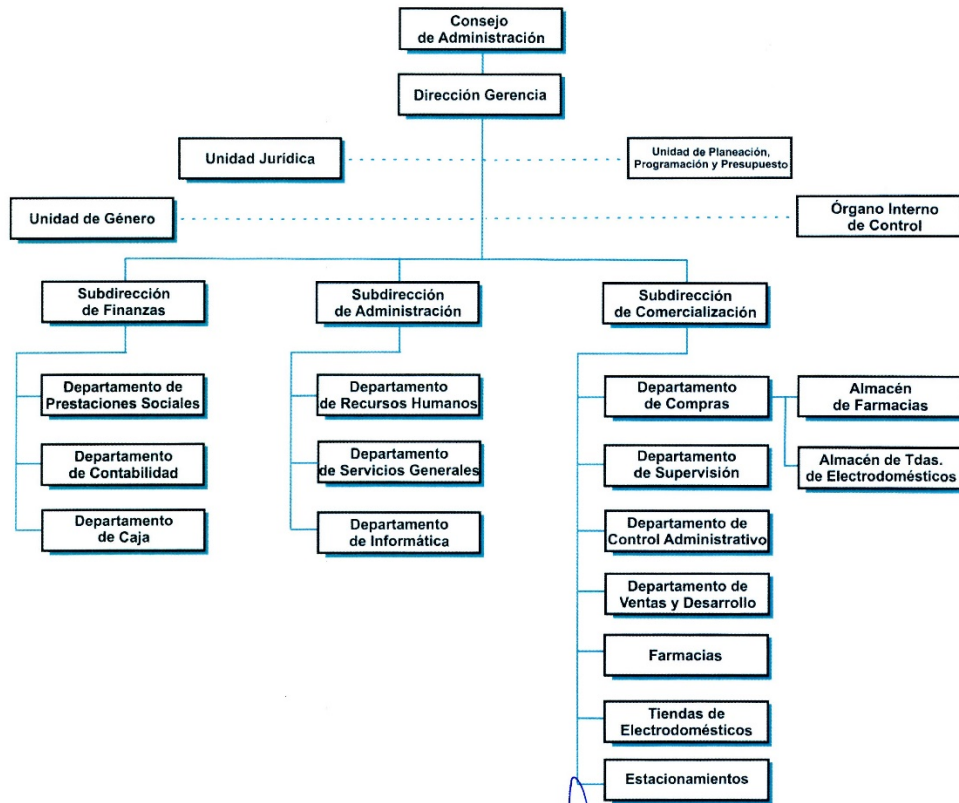 Consejo
de Administración
Dirección Gerencia
Unidad Jurídica
Unidad de Planeación,
Programación y Presupuesto
Unidad de Género
Órgano Interno
de Control
Subdirección
de Finanzas
Subdirección
de Administración
Subdirección
de Comercialización
Departamento de
Prestaciones Sociales
Departamento
de Contabilidad
Departamento
de Caja
Departamento
de Recursos Humanos
Departamento
de Servicios Generales
Departamento
de Informática
Departamento
de Compras
Almacén
de Farmacias
Almacén de Tdas.
de Electrodomésticos
Departamento
de Supervisión
Departamento de
Control Administrativo
Departamento de
Ventas y Desarrollo
Farmacias
Tiendas de
Electrodomésticos
Estacionamientos